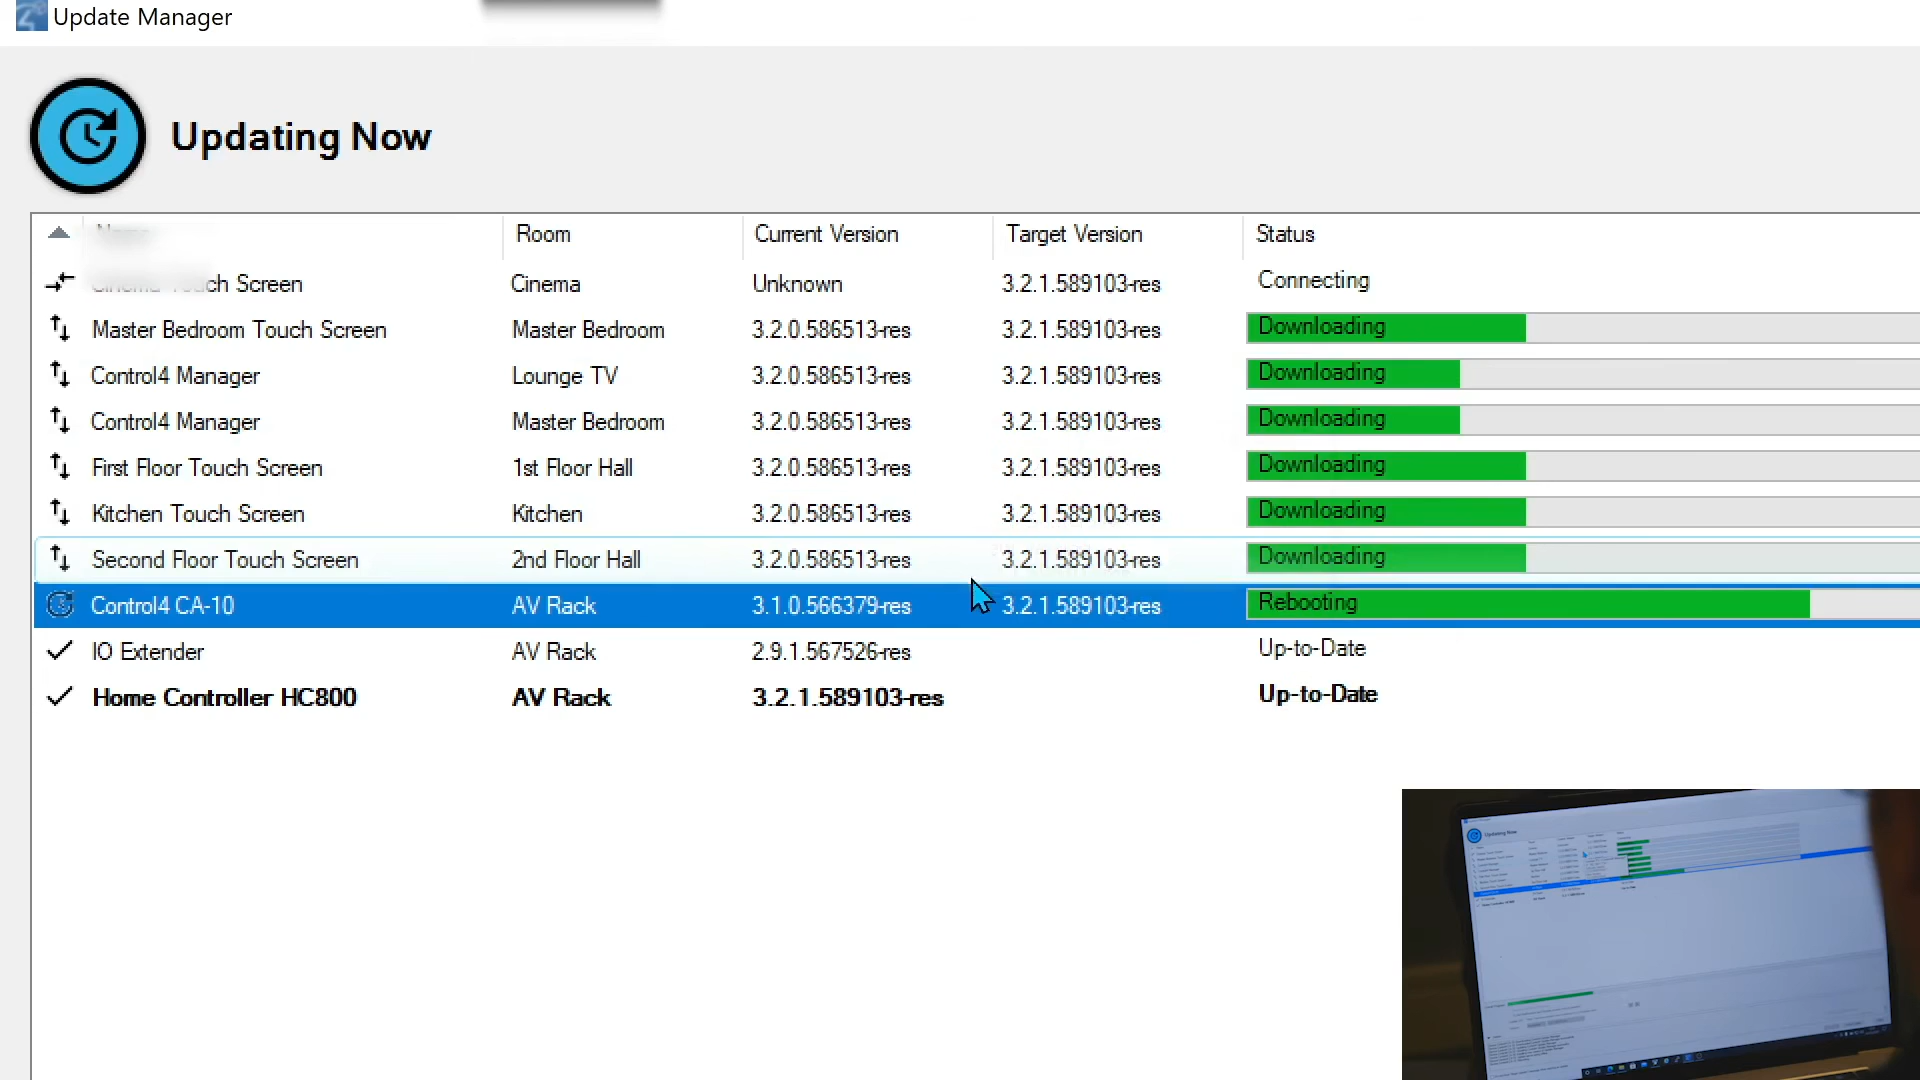 Update Manager
Updating Now
Room Current Version Target Version Status
Touch Screen Cinema Unknown 3.2.1.589103-res Connecting
Master Bedroom Touch Screen Master Bedroom 3.2.0.586513-res 3.2.1.589103-res Downloading
Control4 Manager Lounge TV 3.2.0.586513-res 3.2.1.589103-res Downloading
Control4 Manager Master Bedroom 3.2.0.586513-res 3.2.1.589103-res Downloading
First Floor Touch Screen 1st Floor Hall 3.2.0.586513-res 3.2.1.589103-res Downloading
Kitchen Touch Screen Kitchen 3.2.0.586513-res 3.2.1.589103-res Downloading
Second Floor Touch Screen 2nd Floor Hall 3.2.0.586513-res 3.2.1.589103-res Downloading
Control4 CA-10 AV Rack 3.1.0.566379-res 3.2.1.589103-res Rebooting
IO Extender AV Rack 2.9.1.567526-res Up-to-Date
Home Controller HC800 AV Rack 3.2.1.589103-res Up-to-Date
Updating Now